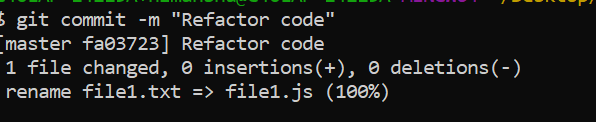 $ git commit -m "Refactor code"
[master fa03723] Refactor code
1 file changed, 0 insertions(+), 0 deletions(-)
rename file1.txt => file1.js (100%)